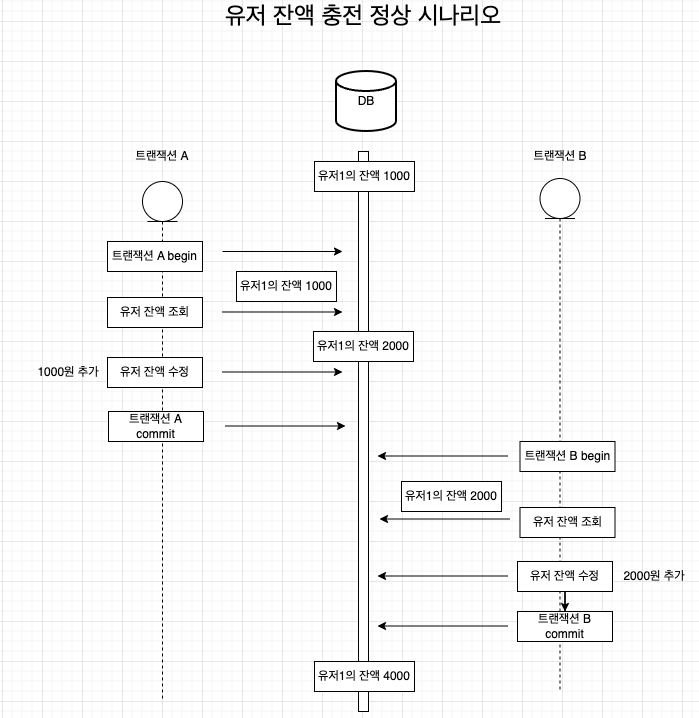 유저 잔액 충전 정상 시나리오
DB
트랜잭션 A
트랜잭션 B
유저1의 잔액 1000
트랜잭션 A begin
유저1의 잔액 1000
유저 잔액 조회
유저1의 잔액 2000
1000원 추가
유저 잔액 수정
트랜잭션 A
commit
트랜잭션 B begin
유저1의 잔액 2000
유저 잔액 조회
유저 잔액 수정
2000원 추가
트랜잭션 B
commit
유저1의 잔액 4000